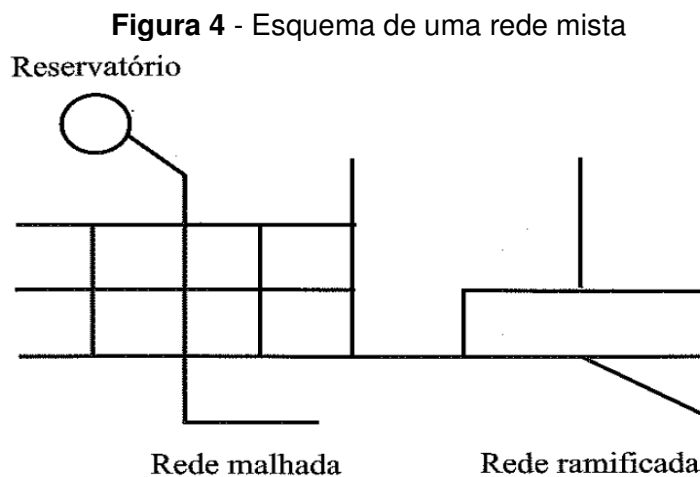 Figura 4 - Esquema de uma rede mista
Reservatório
Rede malhada
Rede ramificada